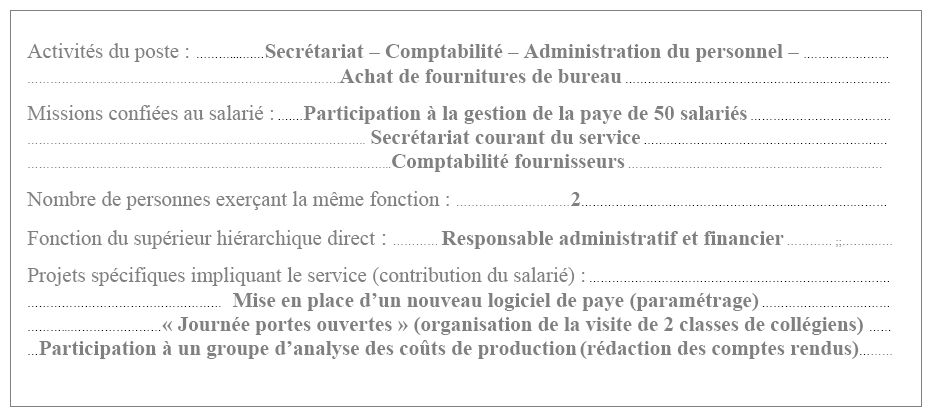 Activités du poste : ..................Secrétariat – Comptabilité – Administration du personnel – ......................
..............................................................................Achat de fournitures de bureau...................................................................
Missions confiées au salarié : .......Participation à la gestion de la paye de 50 salariés...................................
..................................................................................... Secrétariat courant du service..............................................................
...........................................................................................Comptabilité fournisseurs................................................................
Nombre de personnes exerçant la même fonction : .............................2.............................................................................
Fonction du supérieur hiérarchique direct : ............ Responsable administratif et financier............ ;;.............
Projets spécifiques impliquant le service (contribution du salarié) :............................................................................
................................................. Mise en place d’un nouveau logiciel de paye (paramétrage)................................
..................................« Journée portes ouvertes » (organisation de la visite de 2 classes de collégiens) ......
...Participation à un groupe d’analyse des coûts de production (rédaction des comptes rendus).........